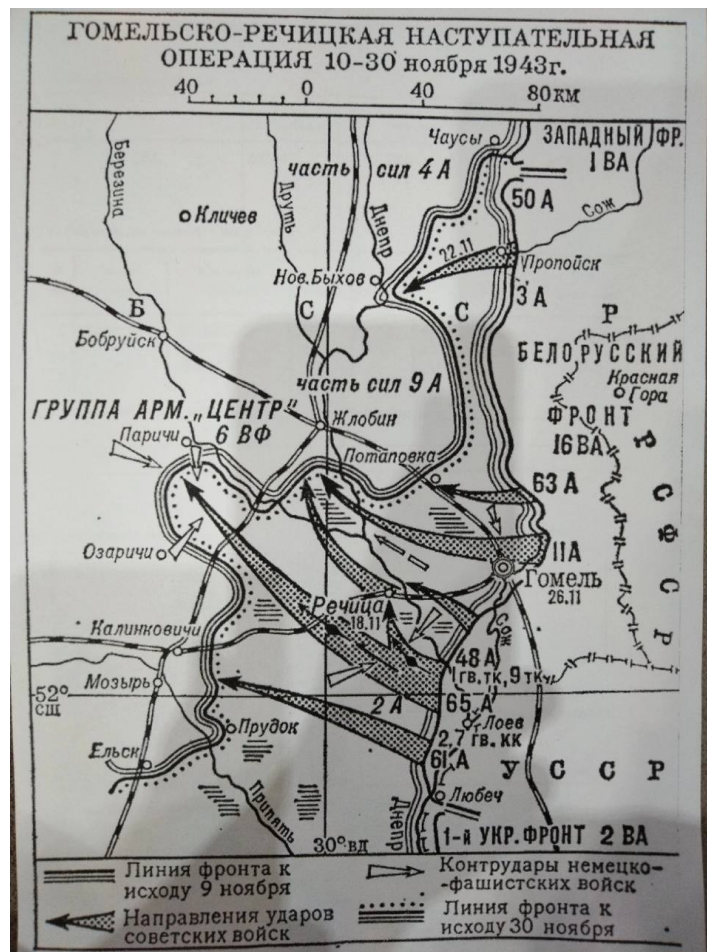 ГОМЕЛЬСКО-РЕЧИЦКАЯ НАСТУПАТЕЛЬНАЯ
ОПЕРАЦИЯ 10-30 ноября 1943г.
40 0 40 80 км
Чаусы
ЗАПАДНЫЙ ФР.
1 ВА
Березина
часть сил 4 А
Друть
Днепр
50 А
Сож
Кличев
22.11
Пропойск
Нов. Быхов
3 А
Б С С Р
Бобруйск
БЕЛОРУССКИЙ
Красная
Гора
часть сил 9 А
ФРОНТ
ГРУППА АРМ. „ЦЕНТР"
6 ВФ
Жлобин
16 ВА
Паричи
Потаповка
РСФСР
63 А
Озаричи
11 А
Гомель
26.11
Речица
18.11
Сож
Калинковичи
48 А
1 гв. тк, 9 тк
Мозырь
52°
сш
2 А
65 А
Лоев
Прудок
2,7 гв. кк
61 А
Ельск
УССР
Припять
Днепр
Любеч
30° вд
1-й УКР. ФРОНТ 2 ВА
Линия фронта к
исходу 9 ноября
Контрудары немецко-
-фашистских войск
Направления ударов
советских войск
Линия фронта к
исходу 30 ноября